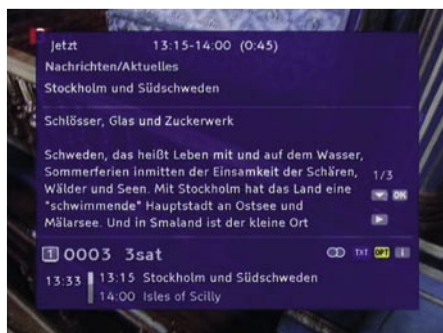 Jetzt 13:15-14:00 (0:45)
Nachrichten/Aktuelles
Stockholm und Südschweden
Schlösser, Glas und Zuckerwerk
Schweden, das heißt Leben mit und auf dem Wasser,
Sommerferien inmitten der Einsamkeit der Schären,
Wälder und Seen. Mit Stockholm hat das Land eine
"schwimmende" Hauptstadt an Ostsee und
Mälarsee. Und in Smaland ist der kleine Ort
1/3
OK
1 0003 3sat TXT OPT i
13:33 13:15 Stockholm und Südschweden
14:00 Isles of Scilly